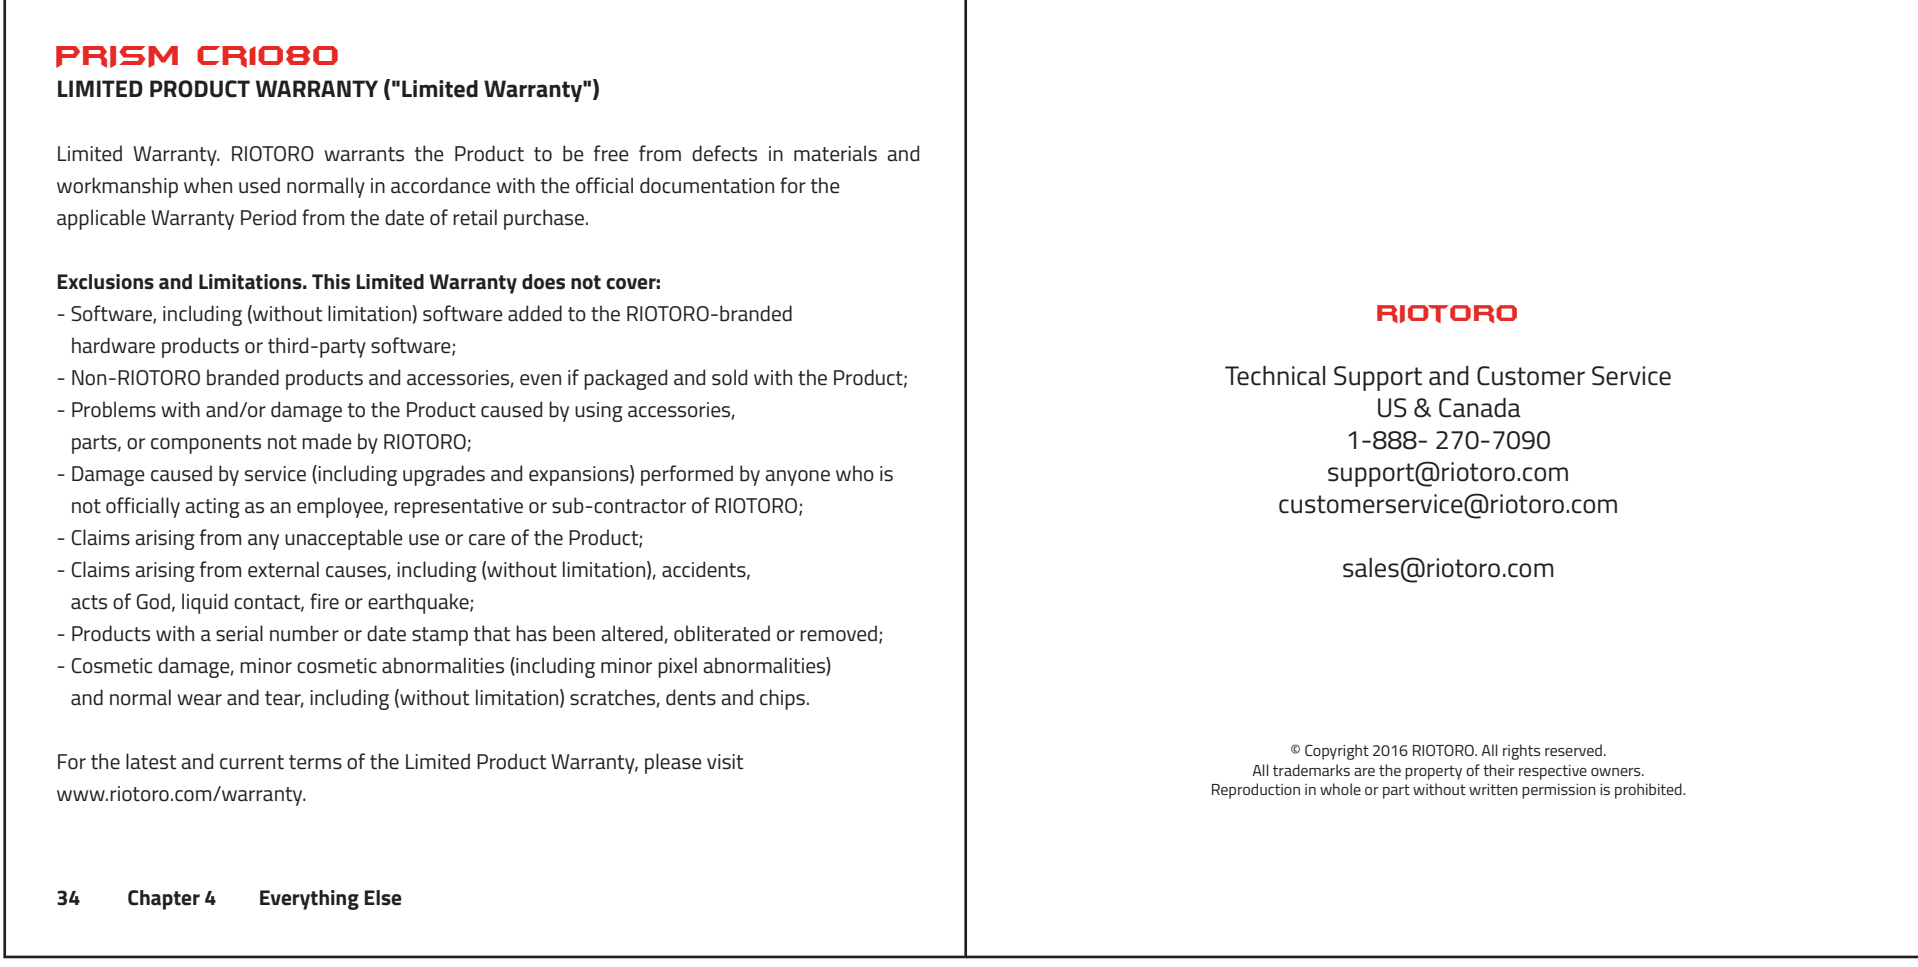 PRISM CR1080
LIMITED PRODUCT WARRANTY ("Limited Warranty")
Limited Warranty. RIOTORO warrants the Product to be free from defects in materials and
workmanship when used normally in accordance with the official documentation for the
applicable Warranty Period from the date of retail purchase.
Exclusions and Limitations. This Limited Warranty does not cover:
- Software, including (without limitation) software added to the RIOTORO-branded
hardware products or third-party software;
- Non-RIOTORO branded products and accessories, even if packaged and sold with the Product;
- Problems with and/or damage to the Product caused by using accessories,
parts, or components not made by RIOTORO;
- Damage caused by service (including upgrades and expansions) performed by anyone who is
not officially acting as an employee, representative or sub-contractor of RIOTORO;
- Claims arising from any unacceptable use or care of the Product;
- Claims arising from external causes, including (without limitation), accidents,
acts of God, liquid contact, fire or earthquake;
- Products with a serial number or date stamp that has been altered, obliterated or removed;
- Cosmetic damage, minor cosmetic abnormalities (including minor pixel abnormalities)
and normal wear and tear, including (without limitation) scratches, dents and chips.
For the latest and current terms of the Limited Product Warranty, please visit
www.riotoro.com/warranty.
34 Chapter 4 Everything Else
RIOTORO
Technical Support and Customer Service
US & Canada
1-888- 270-7090
support@riotoro.com
customerservice@riotoro.com
sales@riotoro.com
© Copyright 2016 RIOTORO. All rights reserved.
All trademarks are the property of their respective owners.
Reproduction in whole or part without written permission is prohibited.